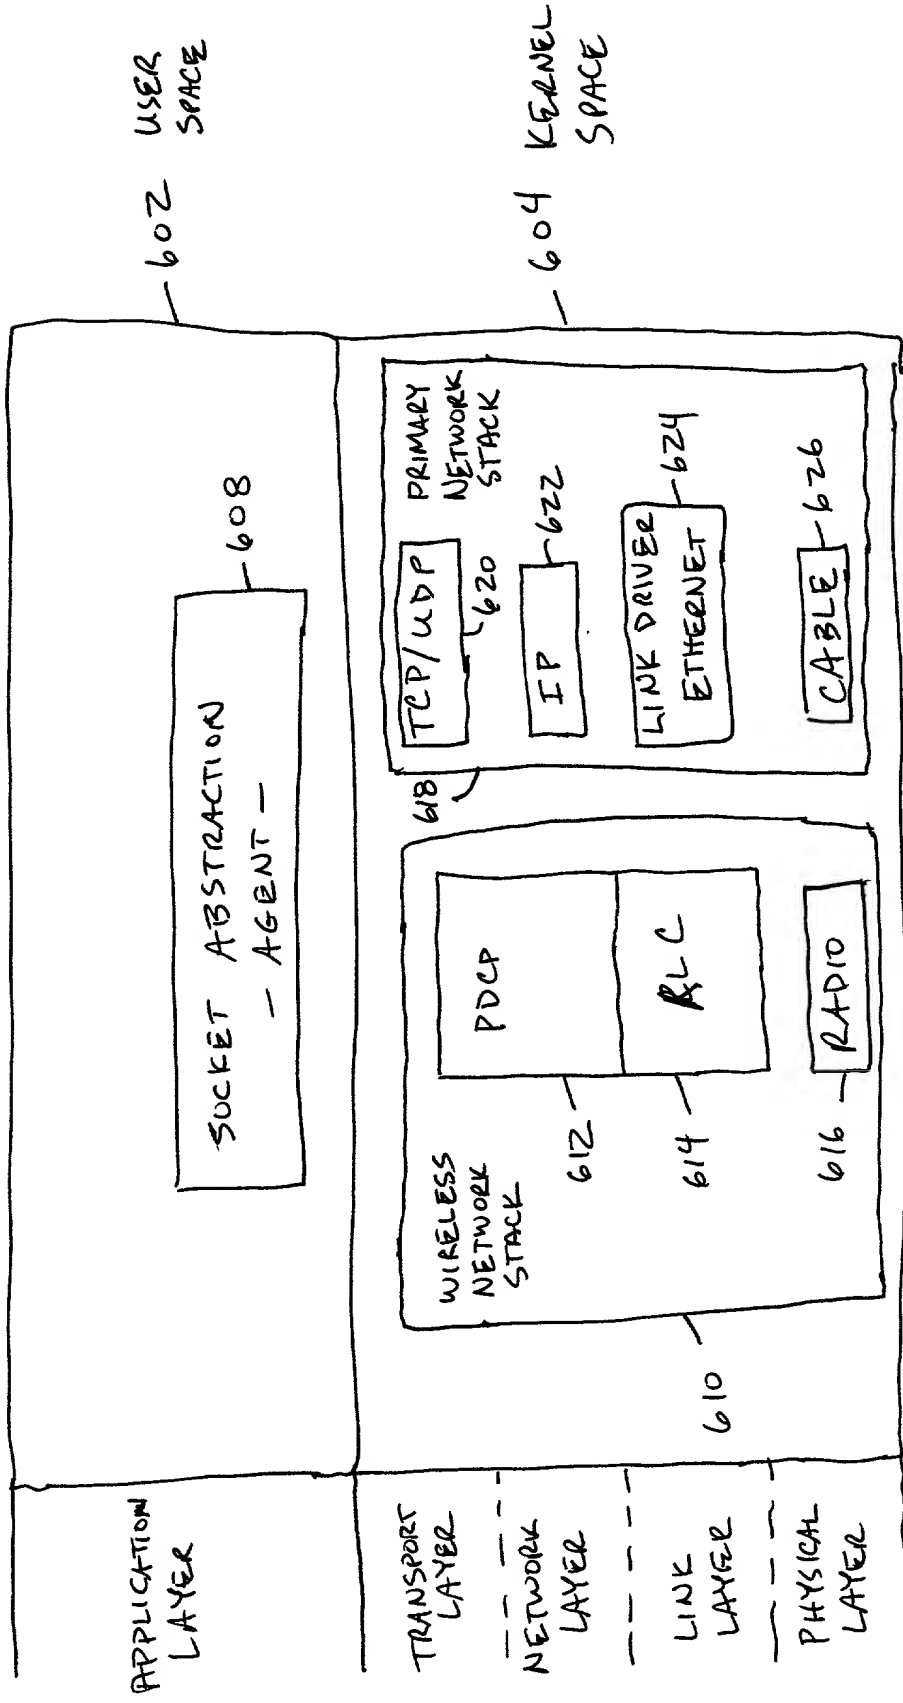 APPLICATION
LAYER
SOCKET ABSTRACTION
- AGENT -
608
602
USER
SPACE
TRANSPORT
LAYER
NETWORK
LAYER
LINK
LAYER
PHYSICAL
LAYER
610
WIRELESS
NETWORK
STACK
612
PDCP
614
RLC
616
RADIO
618
TCP/UDP
620
PRIMARY
NETWORK
STACK
IP
622
LINK DRIVER
ETHERNET
624
CABLE
626
604
KERNEL
SPACE